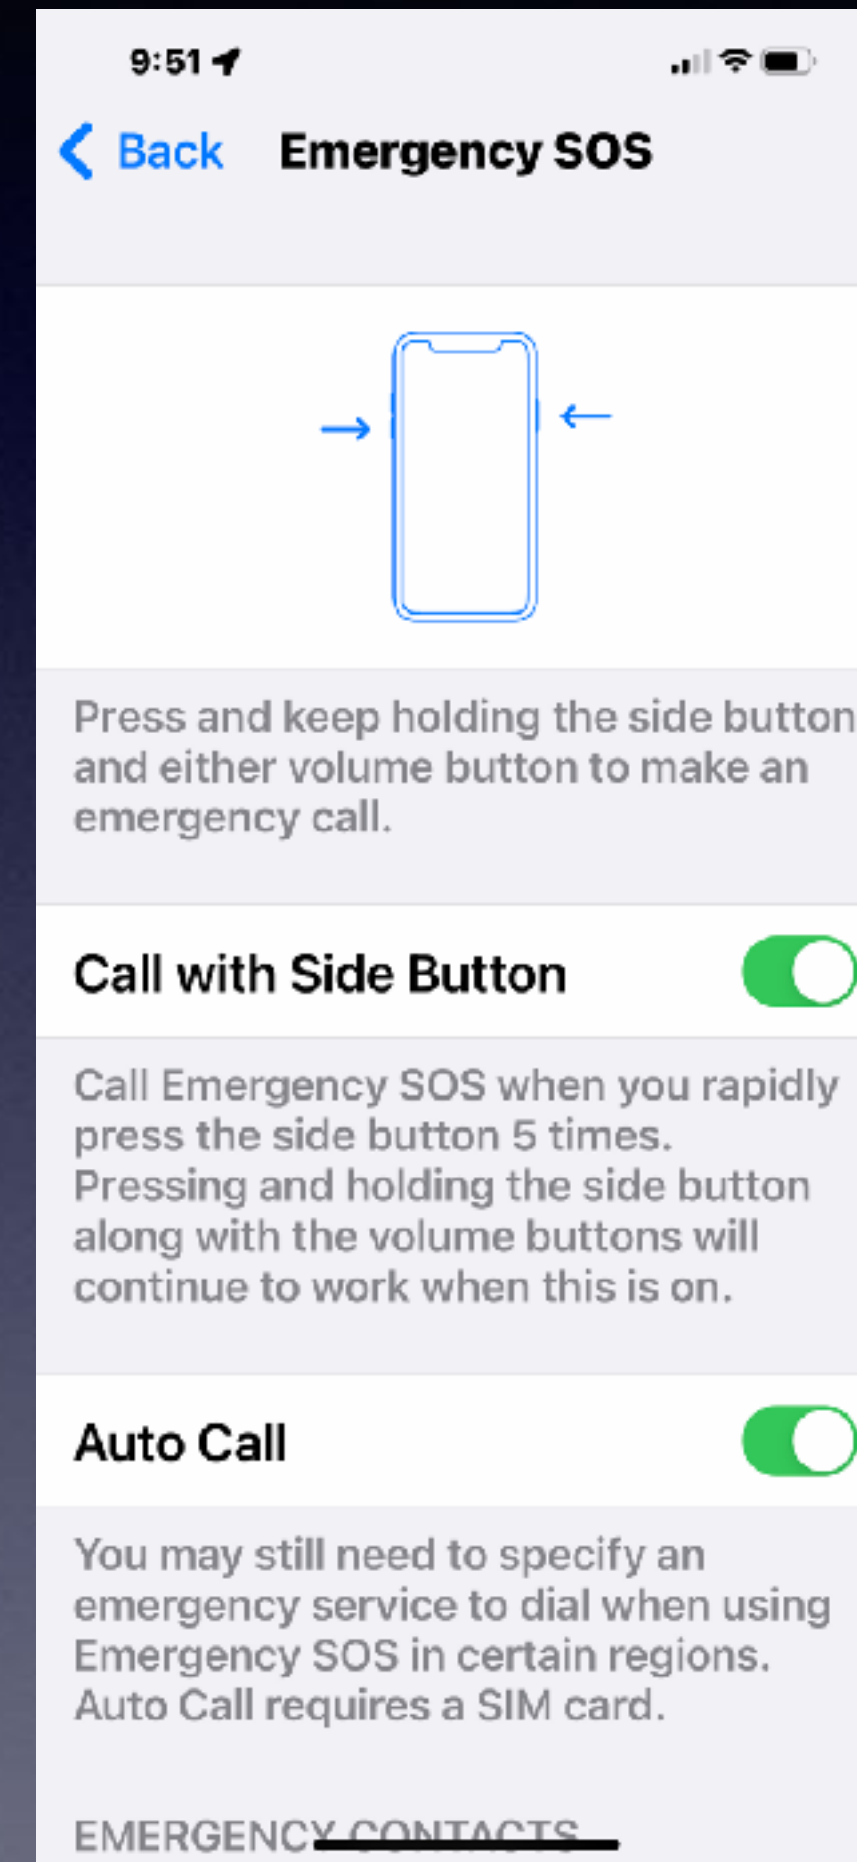 9:51
Back Emergency SOS
Press and keep holding the side button
and either volume button to make an
emergency call.
Call with Side Button
Call Emergency SOS when you rapidly
press the side button 5 times.
Pressing and holding the side button
along with the volume buttons will
continue to work when this is on.
Auto Call
You may still need to specify an
emergency service to dial when using
Emergency SOS in certain regions.
Auto Call requires a SIM card.
EMERGENCY CONTACTS